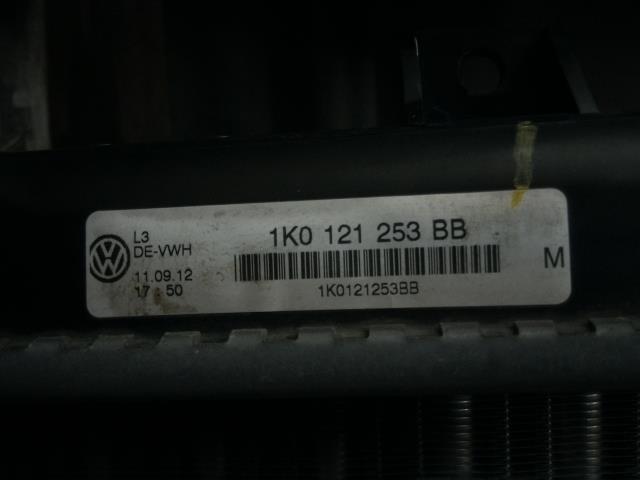 L3
DE-VWH
11.09.12
17:50
1K0 121 253 BB
1K0121253BB
M